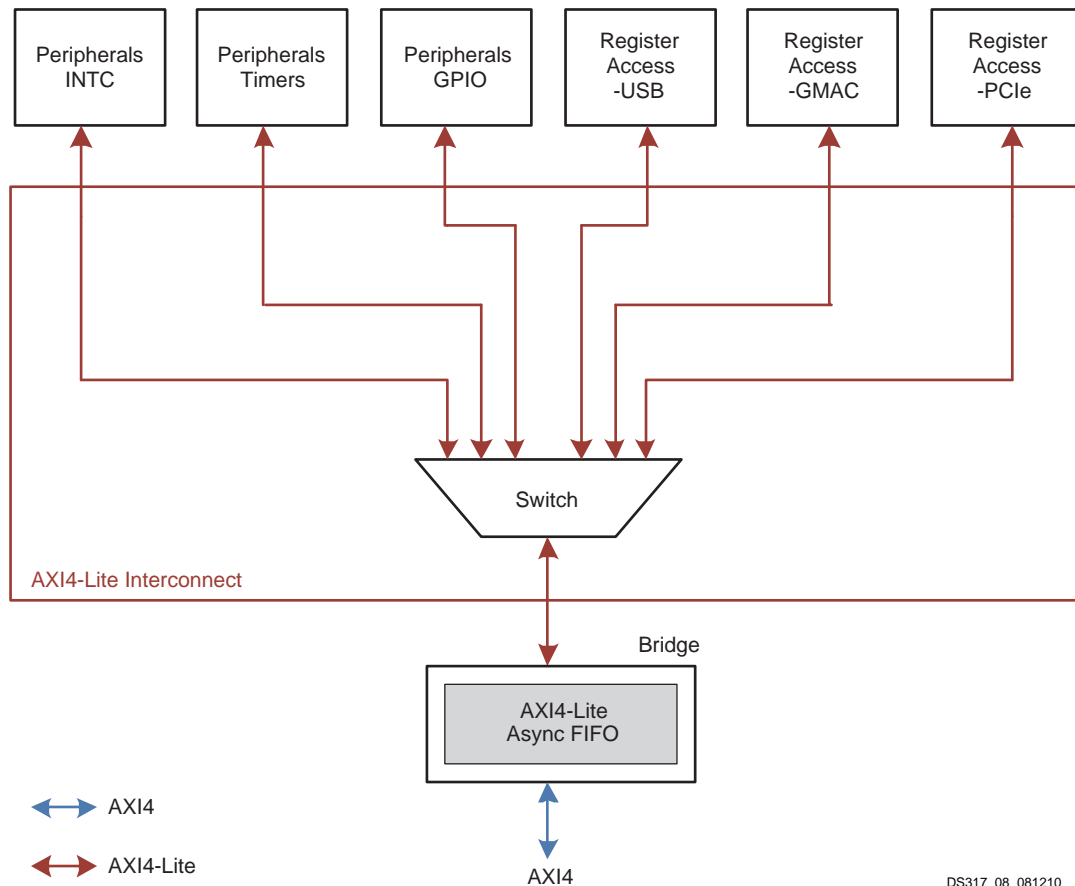 Peripherals
INTC
Peripherals
Timers
Peripherals
GPIO
Register
Access
-USB
Register
Access
-GMAC
Register
Access
-PCIe
Switch
AXI4-Lite Interconnect
Bridge
AXI4-Lite
Async FIFO
AXI4
AXI4-Lite
AXI4
DS317_08_081210